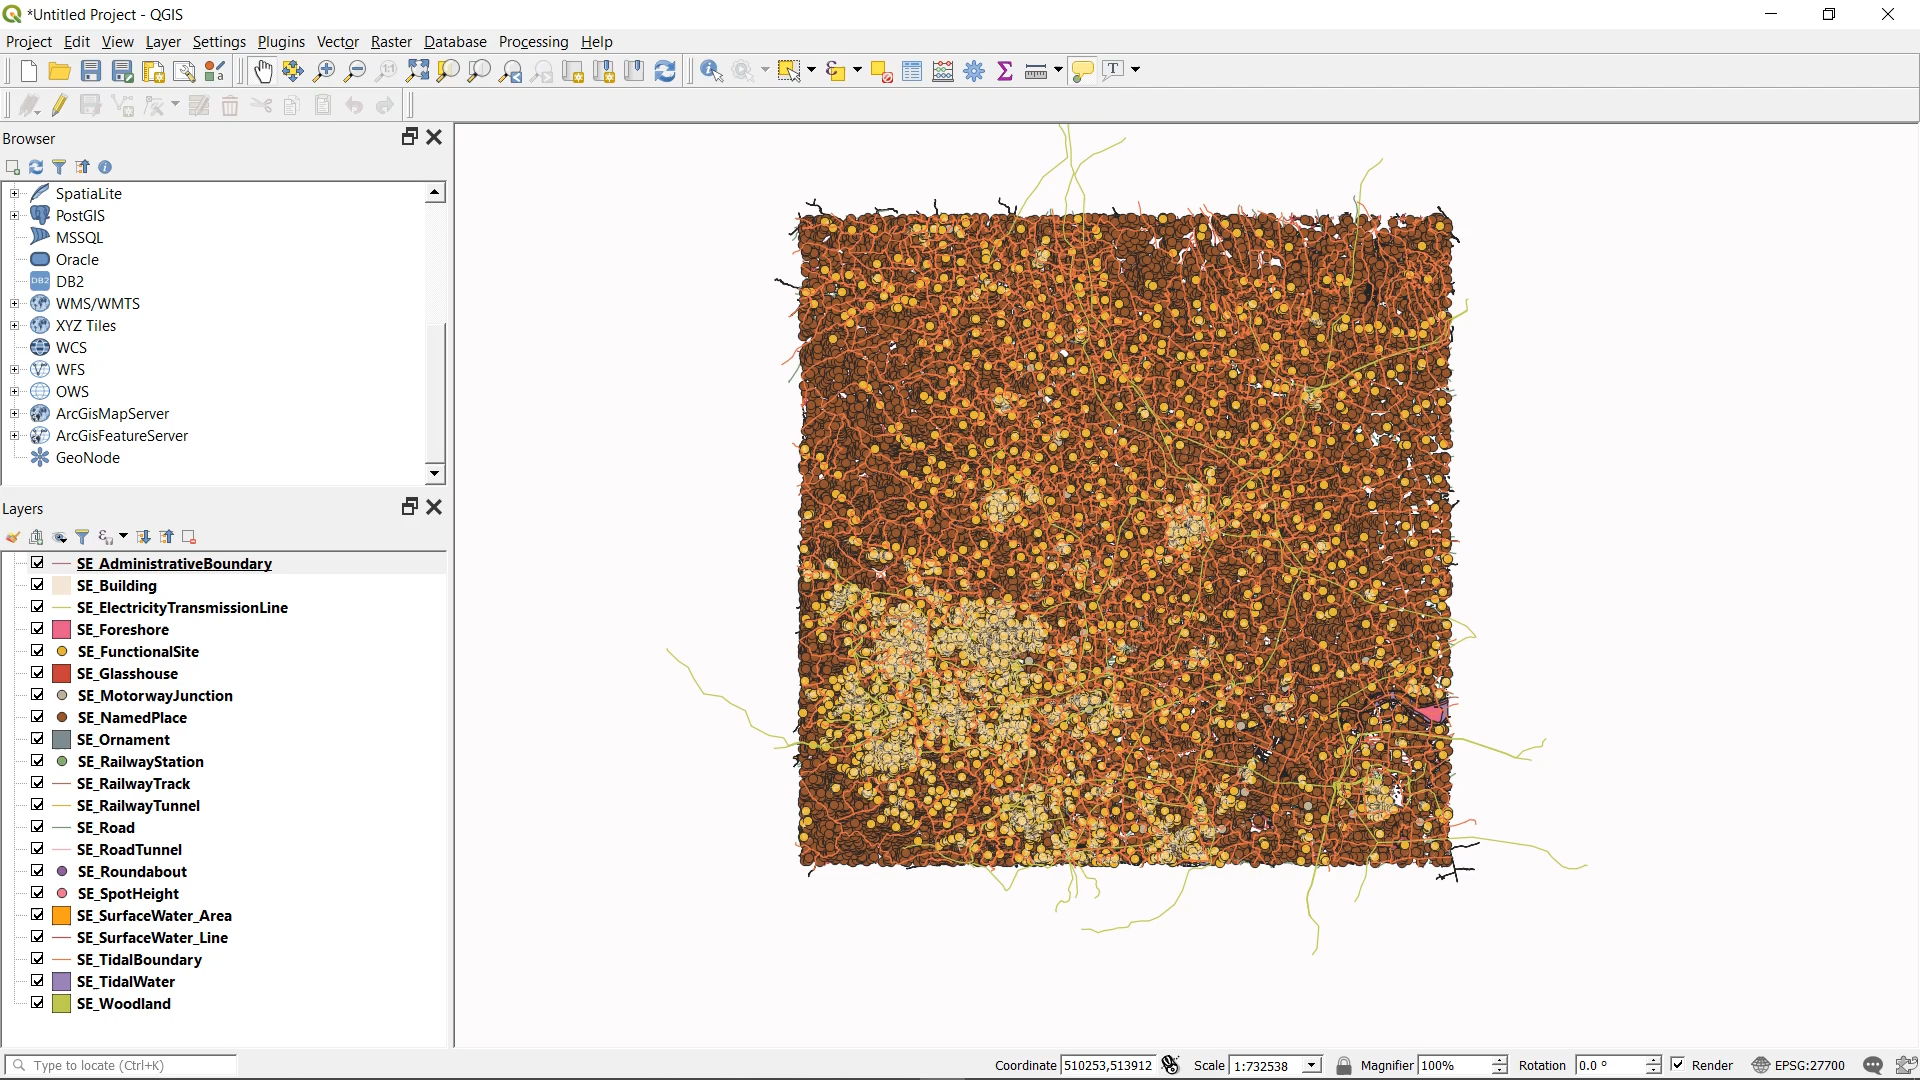 *Untitled Project - QGIS
Project Edit View Layer Settings Plugins Vector Raster Database Processing Help
Browser
SpatiaLite
PostGIS
MSSQL
Oracle
DB2
WMS/WMTS
XYZ Tiles
WCS
WFS
OWS
ArcGisMapServer
ArcGisFeatureServer
GeoNode
Layers
SE_AdministrativeBoundary
SE_Building
SE_ElectricityTransmissionLine
SE_Foreshore
SE_FunctionalSite
SE_Glasshouse
SE_MotorwayJunction
SE_NamedPlace
SE_Ornament
SE_RailwayStation
SE_RailwayTrack
SE_RailwayTunnel
SE_Road
SE_RoadTunnel
SE_Roundabout
SE_SpotHeight
SE_SurfaceWater_Area
SE_SurfaceWater_Line
SE_TidalBoundary
SE_TidalWater
SE_Woodland
Type to locate (Ctrl+K) Coordinate 510253,513912 Scale 1:732538 Magnifier 100% Rotation 0.0 ° Render EPSG:27700